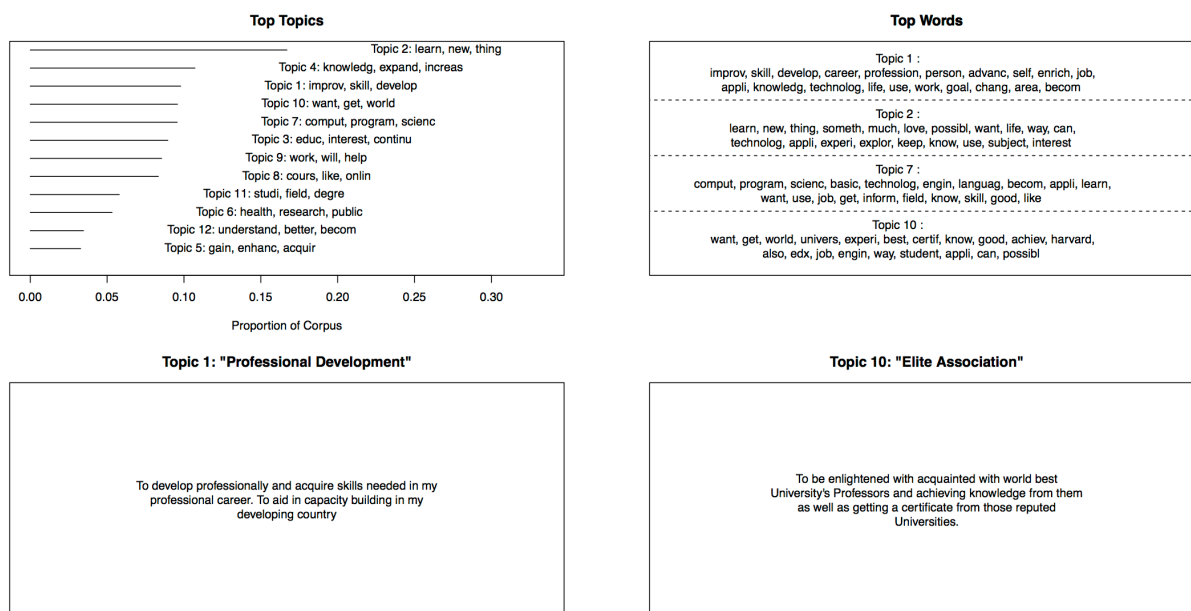 Top Topics
Topic 2: learn, new, thing
Topic 4: knowledg, expand, increas
Topic 1: improv, skill, develop
Topic 10: want, get, world
Topic 7: comput, program, scienc
Topic 3: educ, interest, continu
Topic 9: work, will, help
Topic 8: cours, like, onlin
Topic 11: studi, field, degre
Topic 6: health, research, public
Topic 12: understand, better, becom
Topic 5: gain, enhanc, acquir
0.00 0.05 0.10 0.15 0.20 0.25 0.30
Proportion of Corpus
Top Words
Topic 1 :
improv, skill, develop, career, profession, person, advanc, self, enrich, job,
appli, knowledg, technolog, life, use, work, goal, chang, area, becom
Topic 2 :
learn, new, thing, someth, much, love, possibl, want, life, way, can,
technolog, appli, experi, explor, keep, know, use, subject, interest
Topic 7 :
comput, program, scienc, basic, technolog, engin, languag, becom, appli, learn,
want, use, job, get, inform, field, know, skill, good, like
Topic 10 :
want, get, world, univers, experi, best, certif, know, good, achiev, harvard,
also, edx, job, engin, way, student, appli, can, possibl
Topic 1: "Professional Development"
To develop professionally and acquire skills needed in my
professional career. To aid in capacity building in my
developing country
Topic 10: "Elite Association"
To be enlightened with acquainted with world best
University's Professors and achieving knowledge from them
as well as getting a certificate from those reputed
Universities.